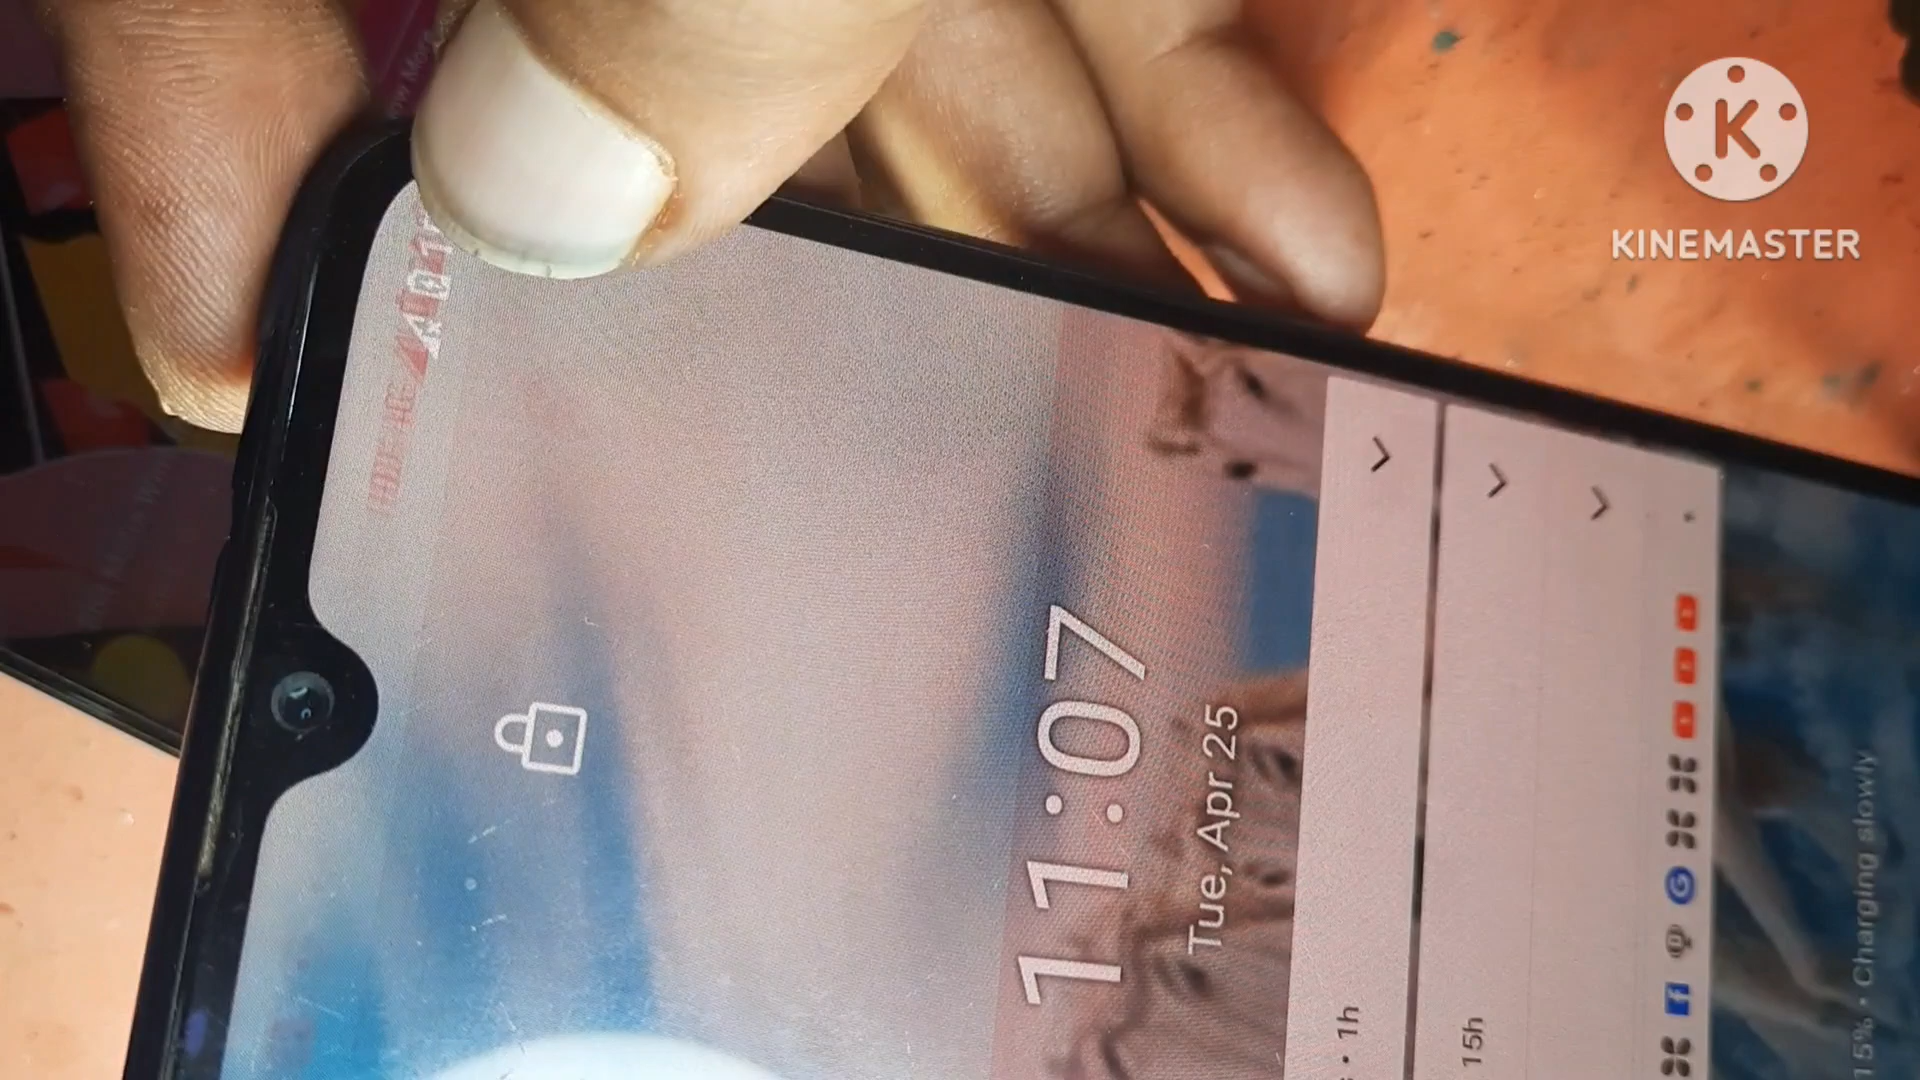 KINEMASTER
11:07
Tue, Apr 25
• 1h
15h
15% • Charging slowly